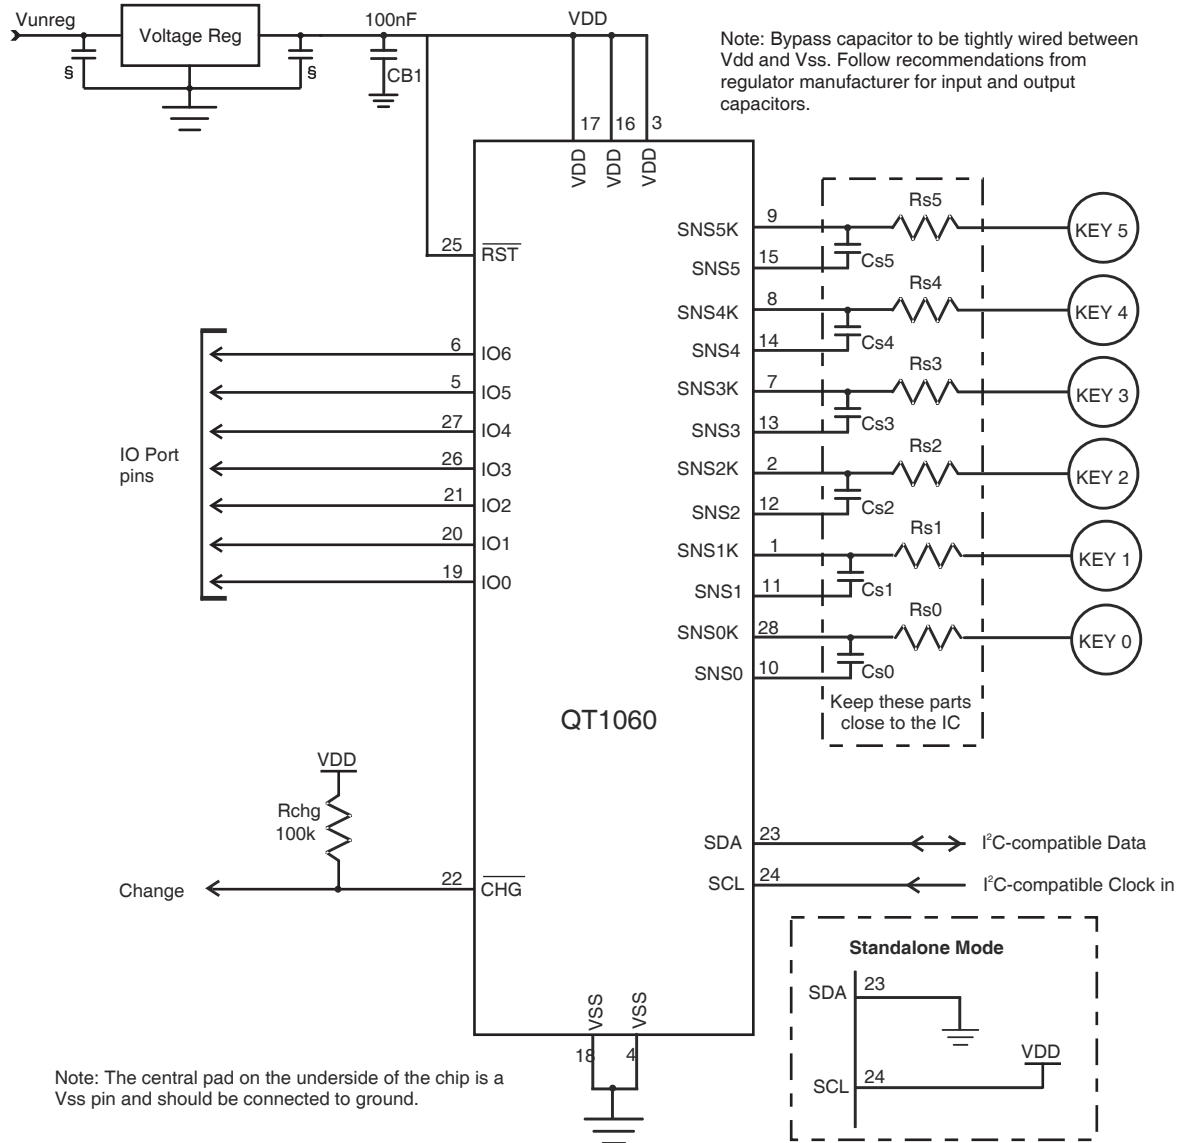 Vunreg
Voltage Reg
100nF
VDD
§
§
CB1
Note: Bypass capacitor to be tightly wired between
Vdd and Vss. Follow recommendations from
regulator manufacturer for input and output
capacitors.
17
16
3
VDD
VDD
VDD
25
RST
6
IO6
5
IO5
27
IO4
26
IO3
21
IO2
20
IO1
19
IO0
IO Port
pins
SNS5K
9
Rs5
KEY 5
SNS5
15
Cs5
SNS4K
8
Rs4
KEY 4
SNS4
14
Cs4
SNS3K
7
Rs3
KEY 3
SNS3
13
Cs3
SNS2K
2
Rs2
KEY 2
SNS2
12
Cs2
SNS1K
1
Rs1
KEY 1
SNS1
11
Cs1
SNS0K
28
Rs0
KEY 0
SNS0
10
Cs0
Keep these parts
close to the IC
QT1060
VDD
Rchg
100k
Change
22
CHG
SDA
23
I²C-compatible Data
SCL
24
I²C-compatible Clock in
Standalone Mode
SDA
23
VDD
SCL
24
VSS
VSS
18
4
Note: The central pad on the underside of the chip is a
Vss pin and should be connected to ground.